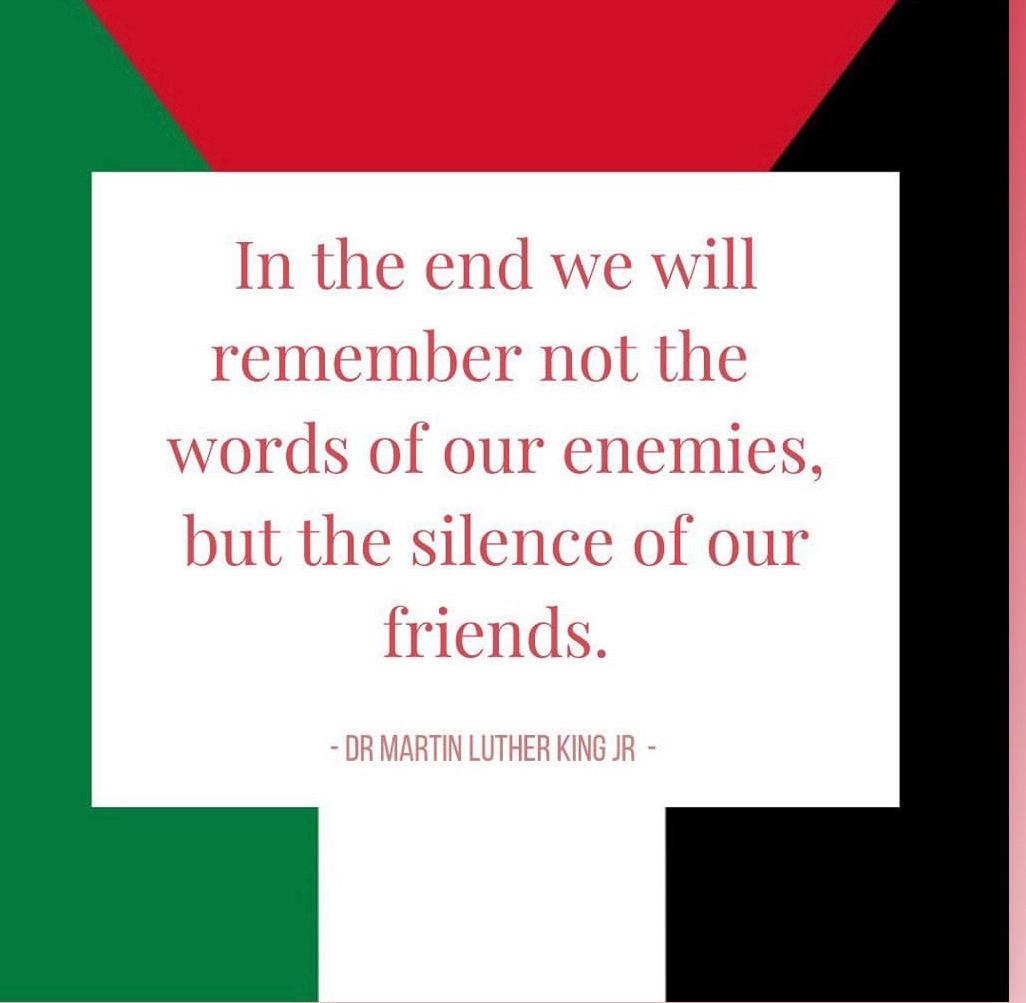 In the end we will
remember not the
words of our enemies,
but the silence of our
friends.
- DR MARTIN LUTHER KING JR -